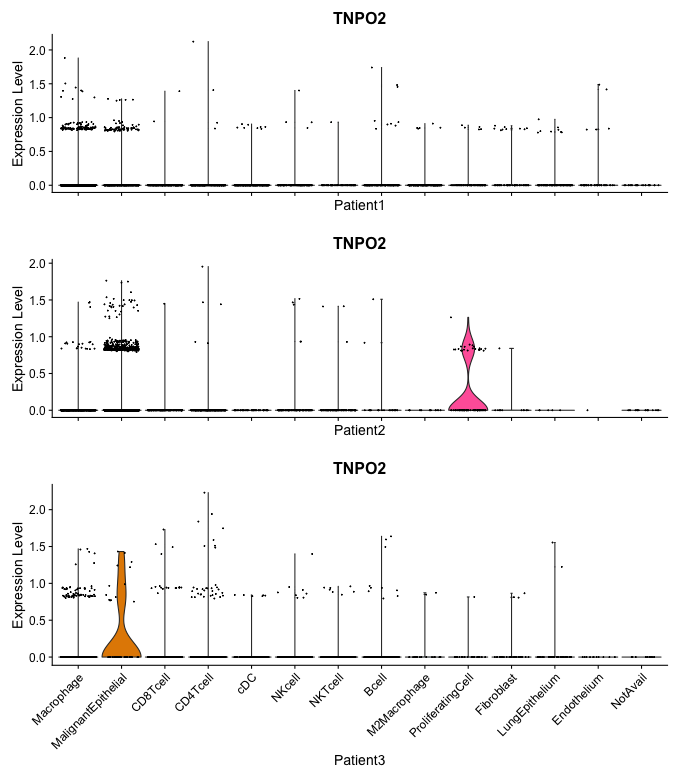 TNPO2
Expression Level
2.0
1.5
1.0
0.5
0.0
Patient1
TNPO2
Expression Level
2.0
1.5
1.0
0.5
0.0
Patient2
TNPO2
Expression Level
2.0
1.5
1.0
0.5
0.0
Macrophage
MalignantEpithelial
CD8Tcell
CD4Tcell
cDC
NKcell
NKTcell
Bcell
M2Macrophage
ProliferatingCell
Fibroblast
LungEpithelium
Endothelium
NotAvail
Patient3